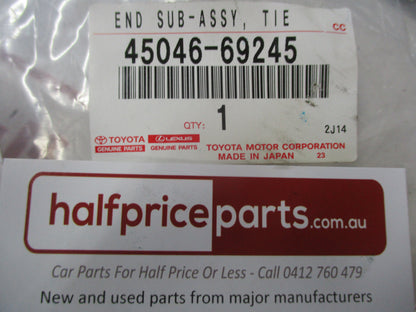 END SUB-ASSY, TIE CC
45046-69245
QTY: 1 2J14
TOYOTA GENUINE PARTS LEXUS GENUINE PARTS TOYOTA MOTOR CORPORATION
MADE IN JAPAN 23
halfpriceparts.com.au
Car Parts For Half Price Or Less - Call 0412 760 479
New and used parts from major manufacturers